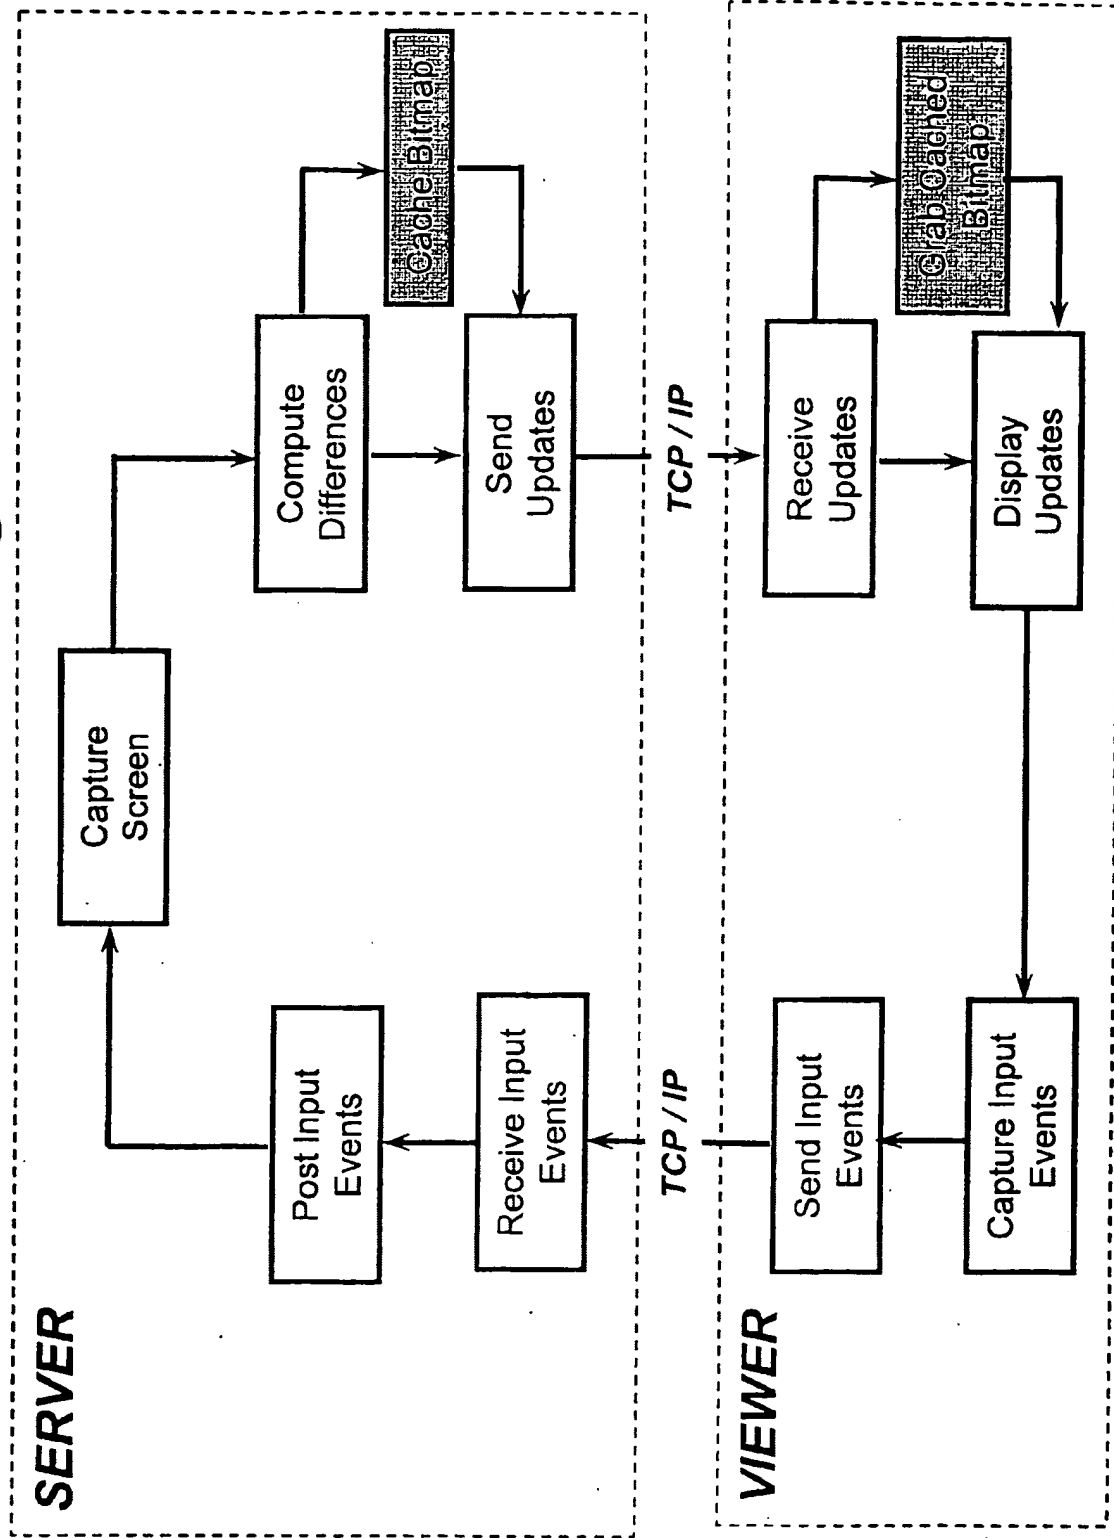 SERVER
Capture
Screen
Post Input
Events
Compute
Differences
Cache Bitmap
Receive Input
Events
Send
Updates
TCP / IP
TCP / IP
VIEWER
Send Input
Events
Receive
Updates
Grab Cached
Bitmap
Capture Input
Events
Display
Updates